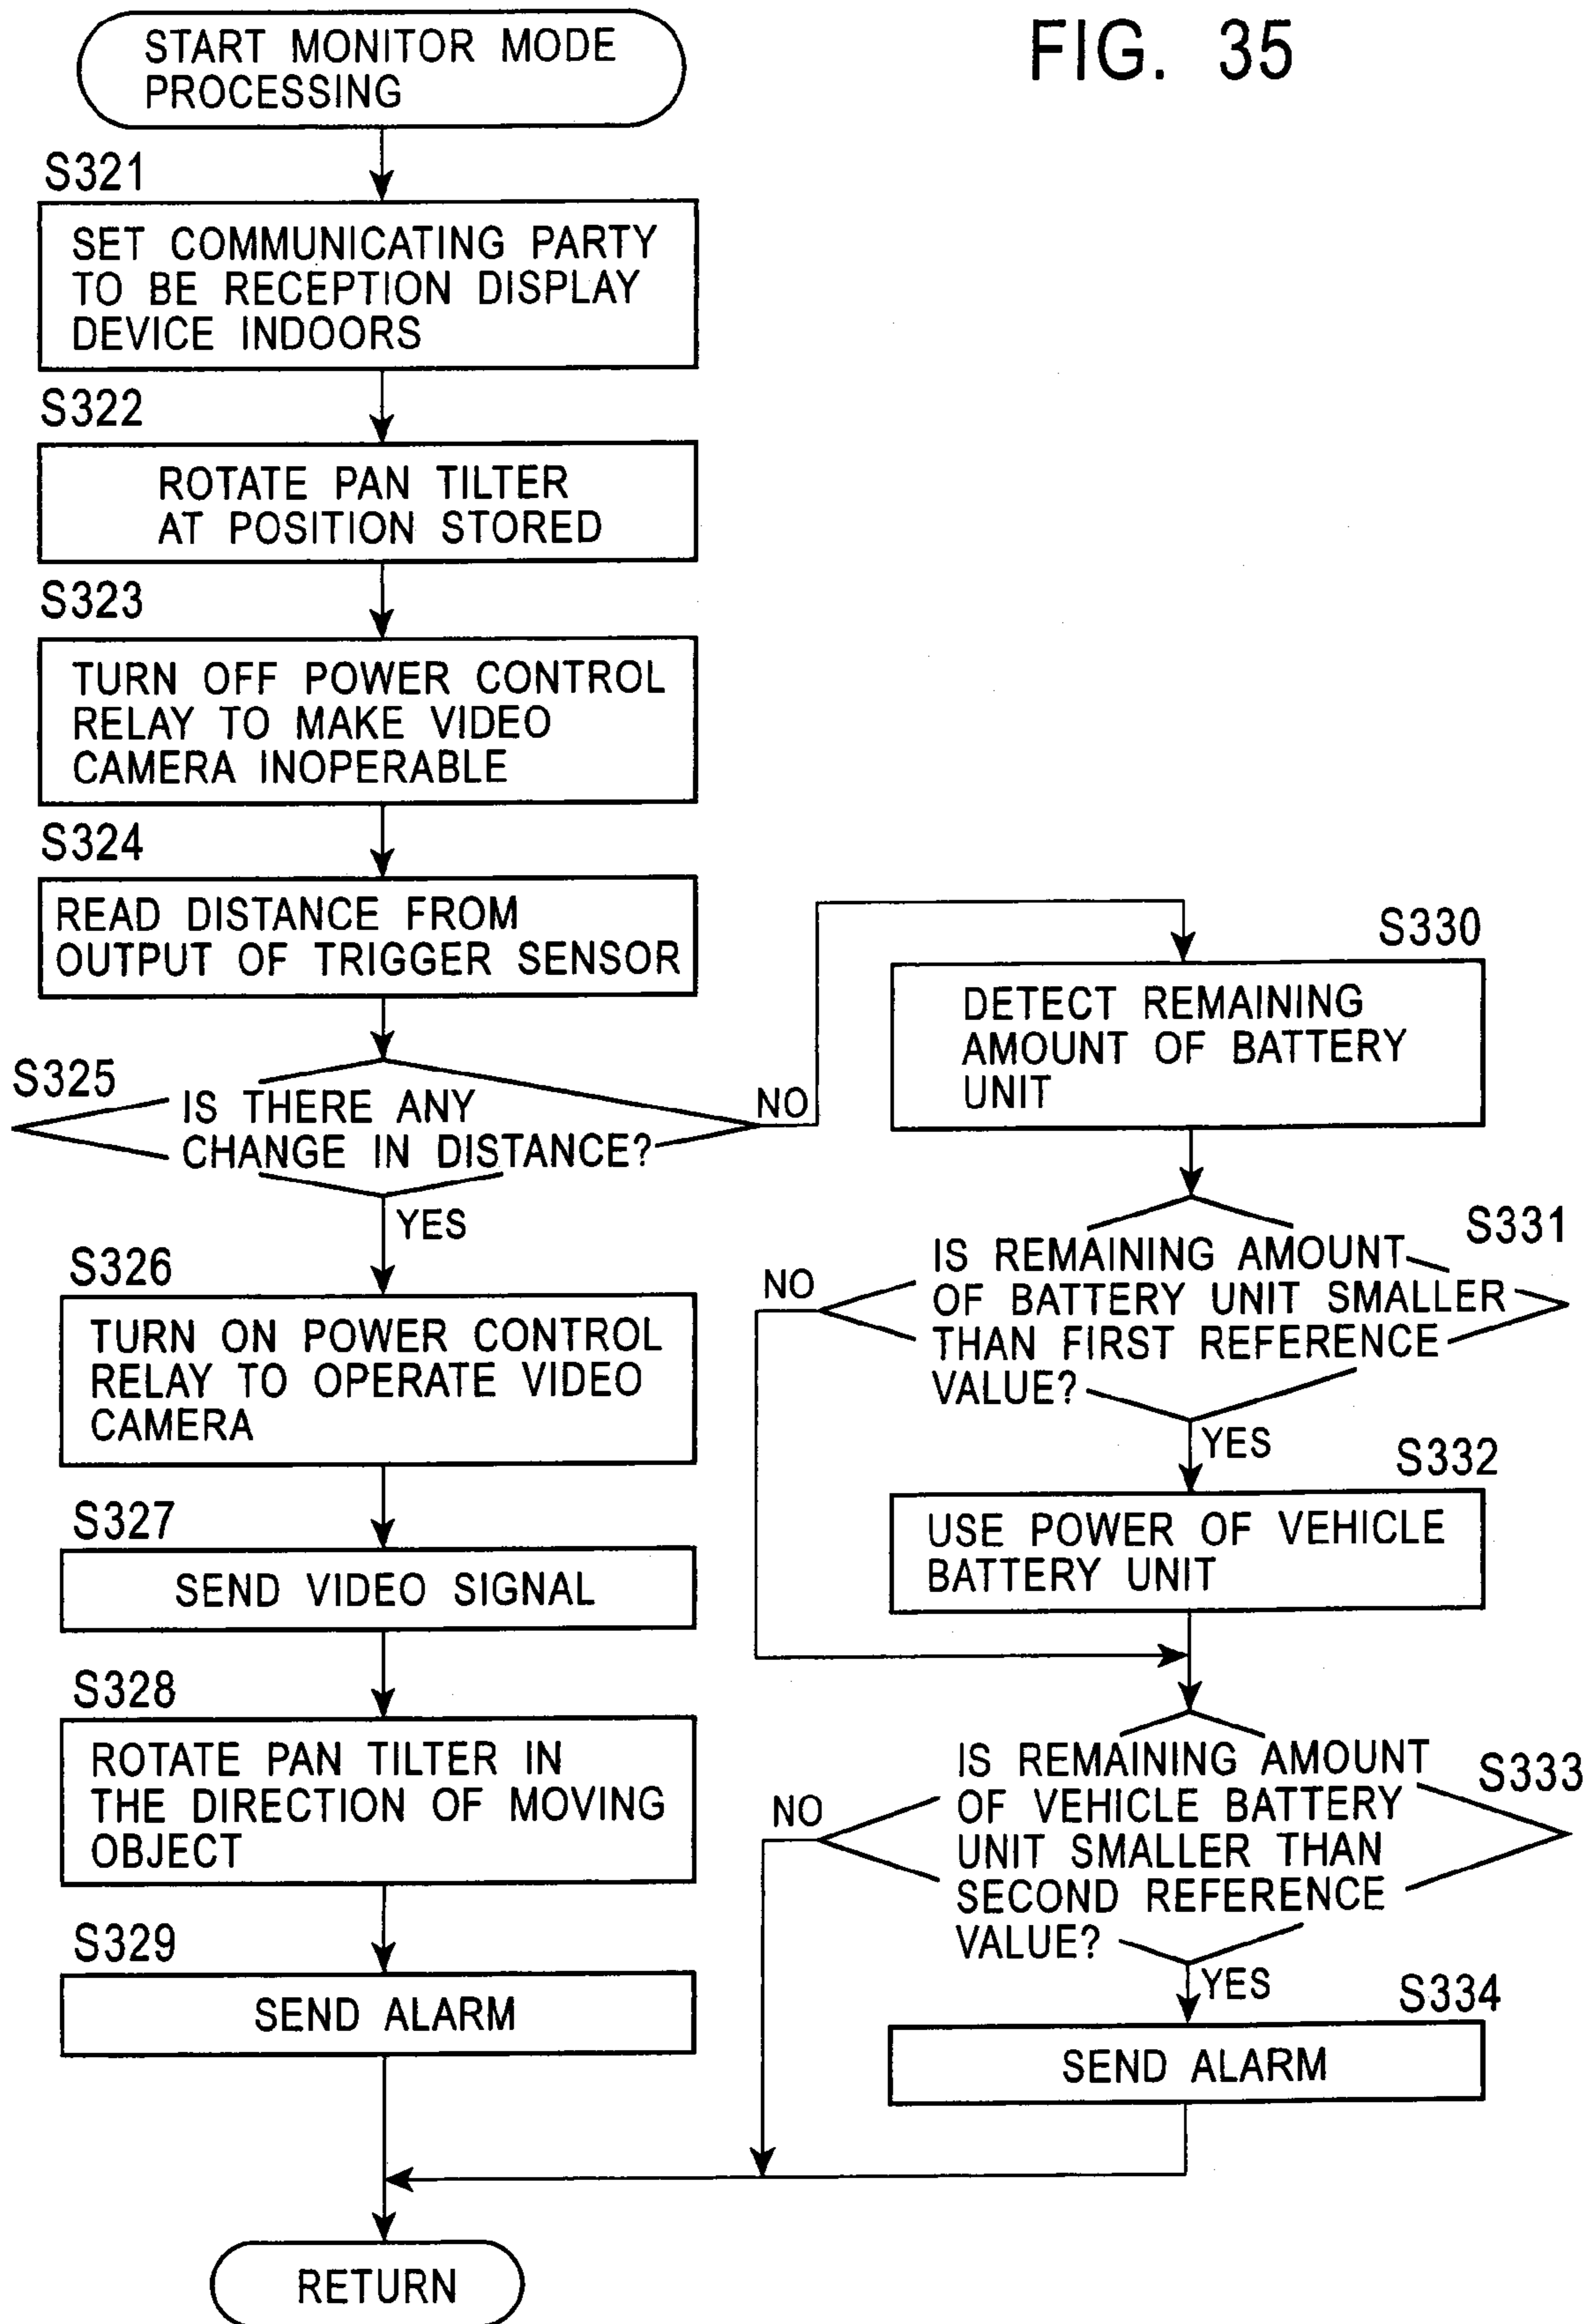 FIG. 35
START MONITOR MODE
PROCESSING
S321
SET COMMUNICATING PARTY
TO BE RECEPTION DISPLAY
DEVICE INDOORS
S322
ROTATE PAN TILTER
AT POSITION STORED
S323
TURN OFF POWER CONTROL
RELAY TO MAKE VIDEO
CAMERA INOPERABLE
S324
READ DISTANCE FROM
OUTPUT OF TRIGGER SENSOR
S325
IS THERE ANY
CHANGE IN DISTANCE?
NO
YES
S326
TURN ON POWER CONTROL
RELAY TO OPERATE VIDEO
CAMERA
S327
SEND VIDEO SIGNAL
S328
ROTATE PAN TILTER IN
THE DIRECTION OF MOVING
OBJECT
S329
SEND ALARM
RETURN
S330
DETECT REMAINING
AMOUNT OF BATTERY
UNIT
S331
IS REMAINING AMOUNT
OF BATTERY UNIT SMALLER
THAN FIRST REFERENCE
VALUE?
NO
YES
S332
USE POWER OF VEHICLE
BATTERY UNIT
S333
IS REMAINING AMOUNT
OF VEHICLE BATTERY
UNIT SMALLER THAN
SECOND REFERENCE
VALUE?
NO
YES
S334
SEND ALARM